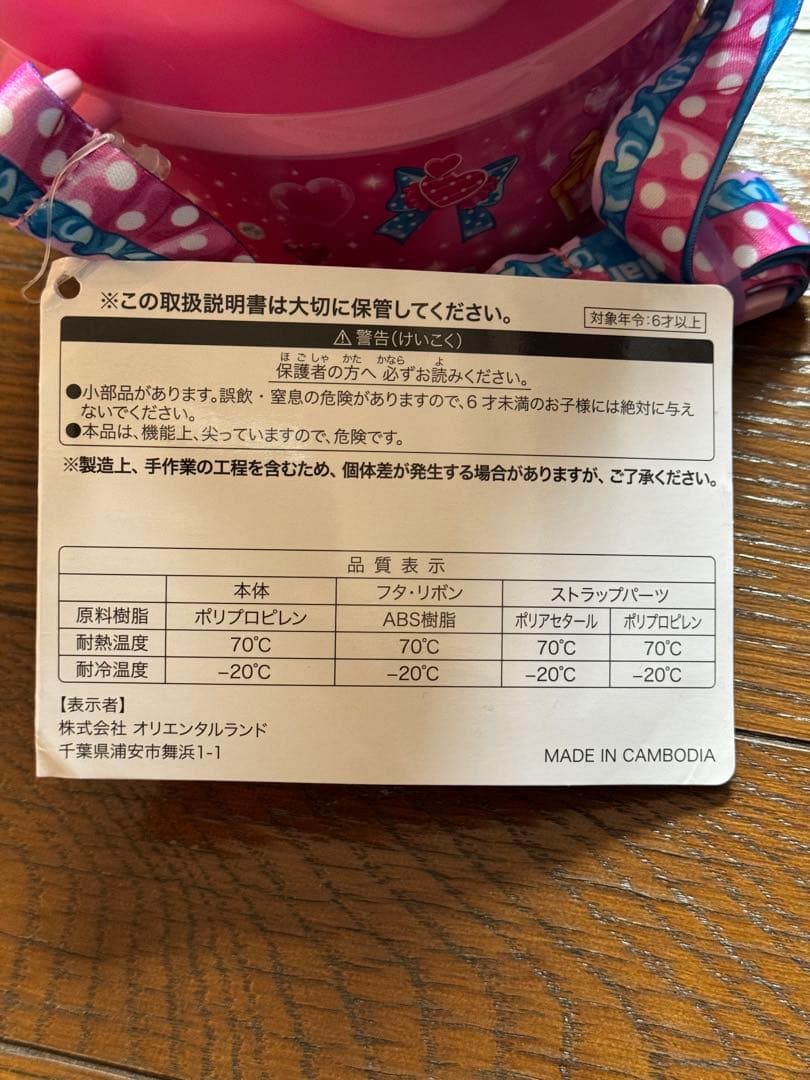 ※この取扱説明書は大切に保管してください。
対象年令:6才以上
⚠警告(けいこく)
ほごしゃ かた かなら よ
保護者の方へ 必ずお読みください。
●小部品があります。誤飲・窒息の危険がありますので、6才未満のお子様には絶対に与え
ないでください。
●本品は、機能上、尖っていますので、危険です。
※製造上、手作業の工程を含むため、個体差が発生する場合がありますが、ご了承ください。
品質表示
本体 フタ・リボン ストラップパーツ
原料樹脂 ポリプロピレン ABS樹脂 ポリアセタール ポリプロピレン
耐熱温度 70℃ 70℃ 70℃ 70℃
耐冷温度 −20℃ −20℃ −20℃ −20℃
【表示者】
株式会社 オリエンタルランド
千葉県浦安市舞浜1-1
MADE IN CAMBODIA